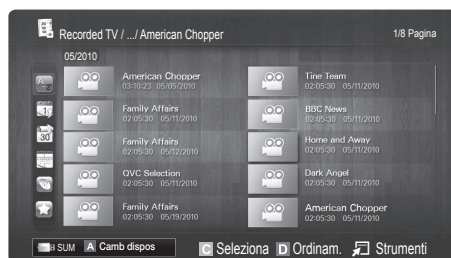 Recorded TV / .../ American Chopper
1/8 Pagina
05/2010
American Chopper
03:10:23 05/05/2010
Tine Team
02:05:30 05/11/2010
Family Affairs
02:05:30 05/11/2010
BBC News
02:05:30 05/11/2010
Family Affairs
02:05:30 05/12/2010
Home and Away
02:05:30 05/11/2010
QVC Selection
02:05:30 05/11/2010
Dark Angel
02:05:30 05/11/2010
Family Affairs
02:05:30 05/19/2010
American Chopper
02:05:30 05/11/2010
1
30
a SUM A Camb dispos C Seleziona D Ordinam. Strumenti